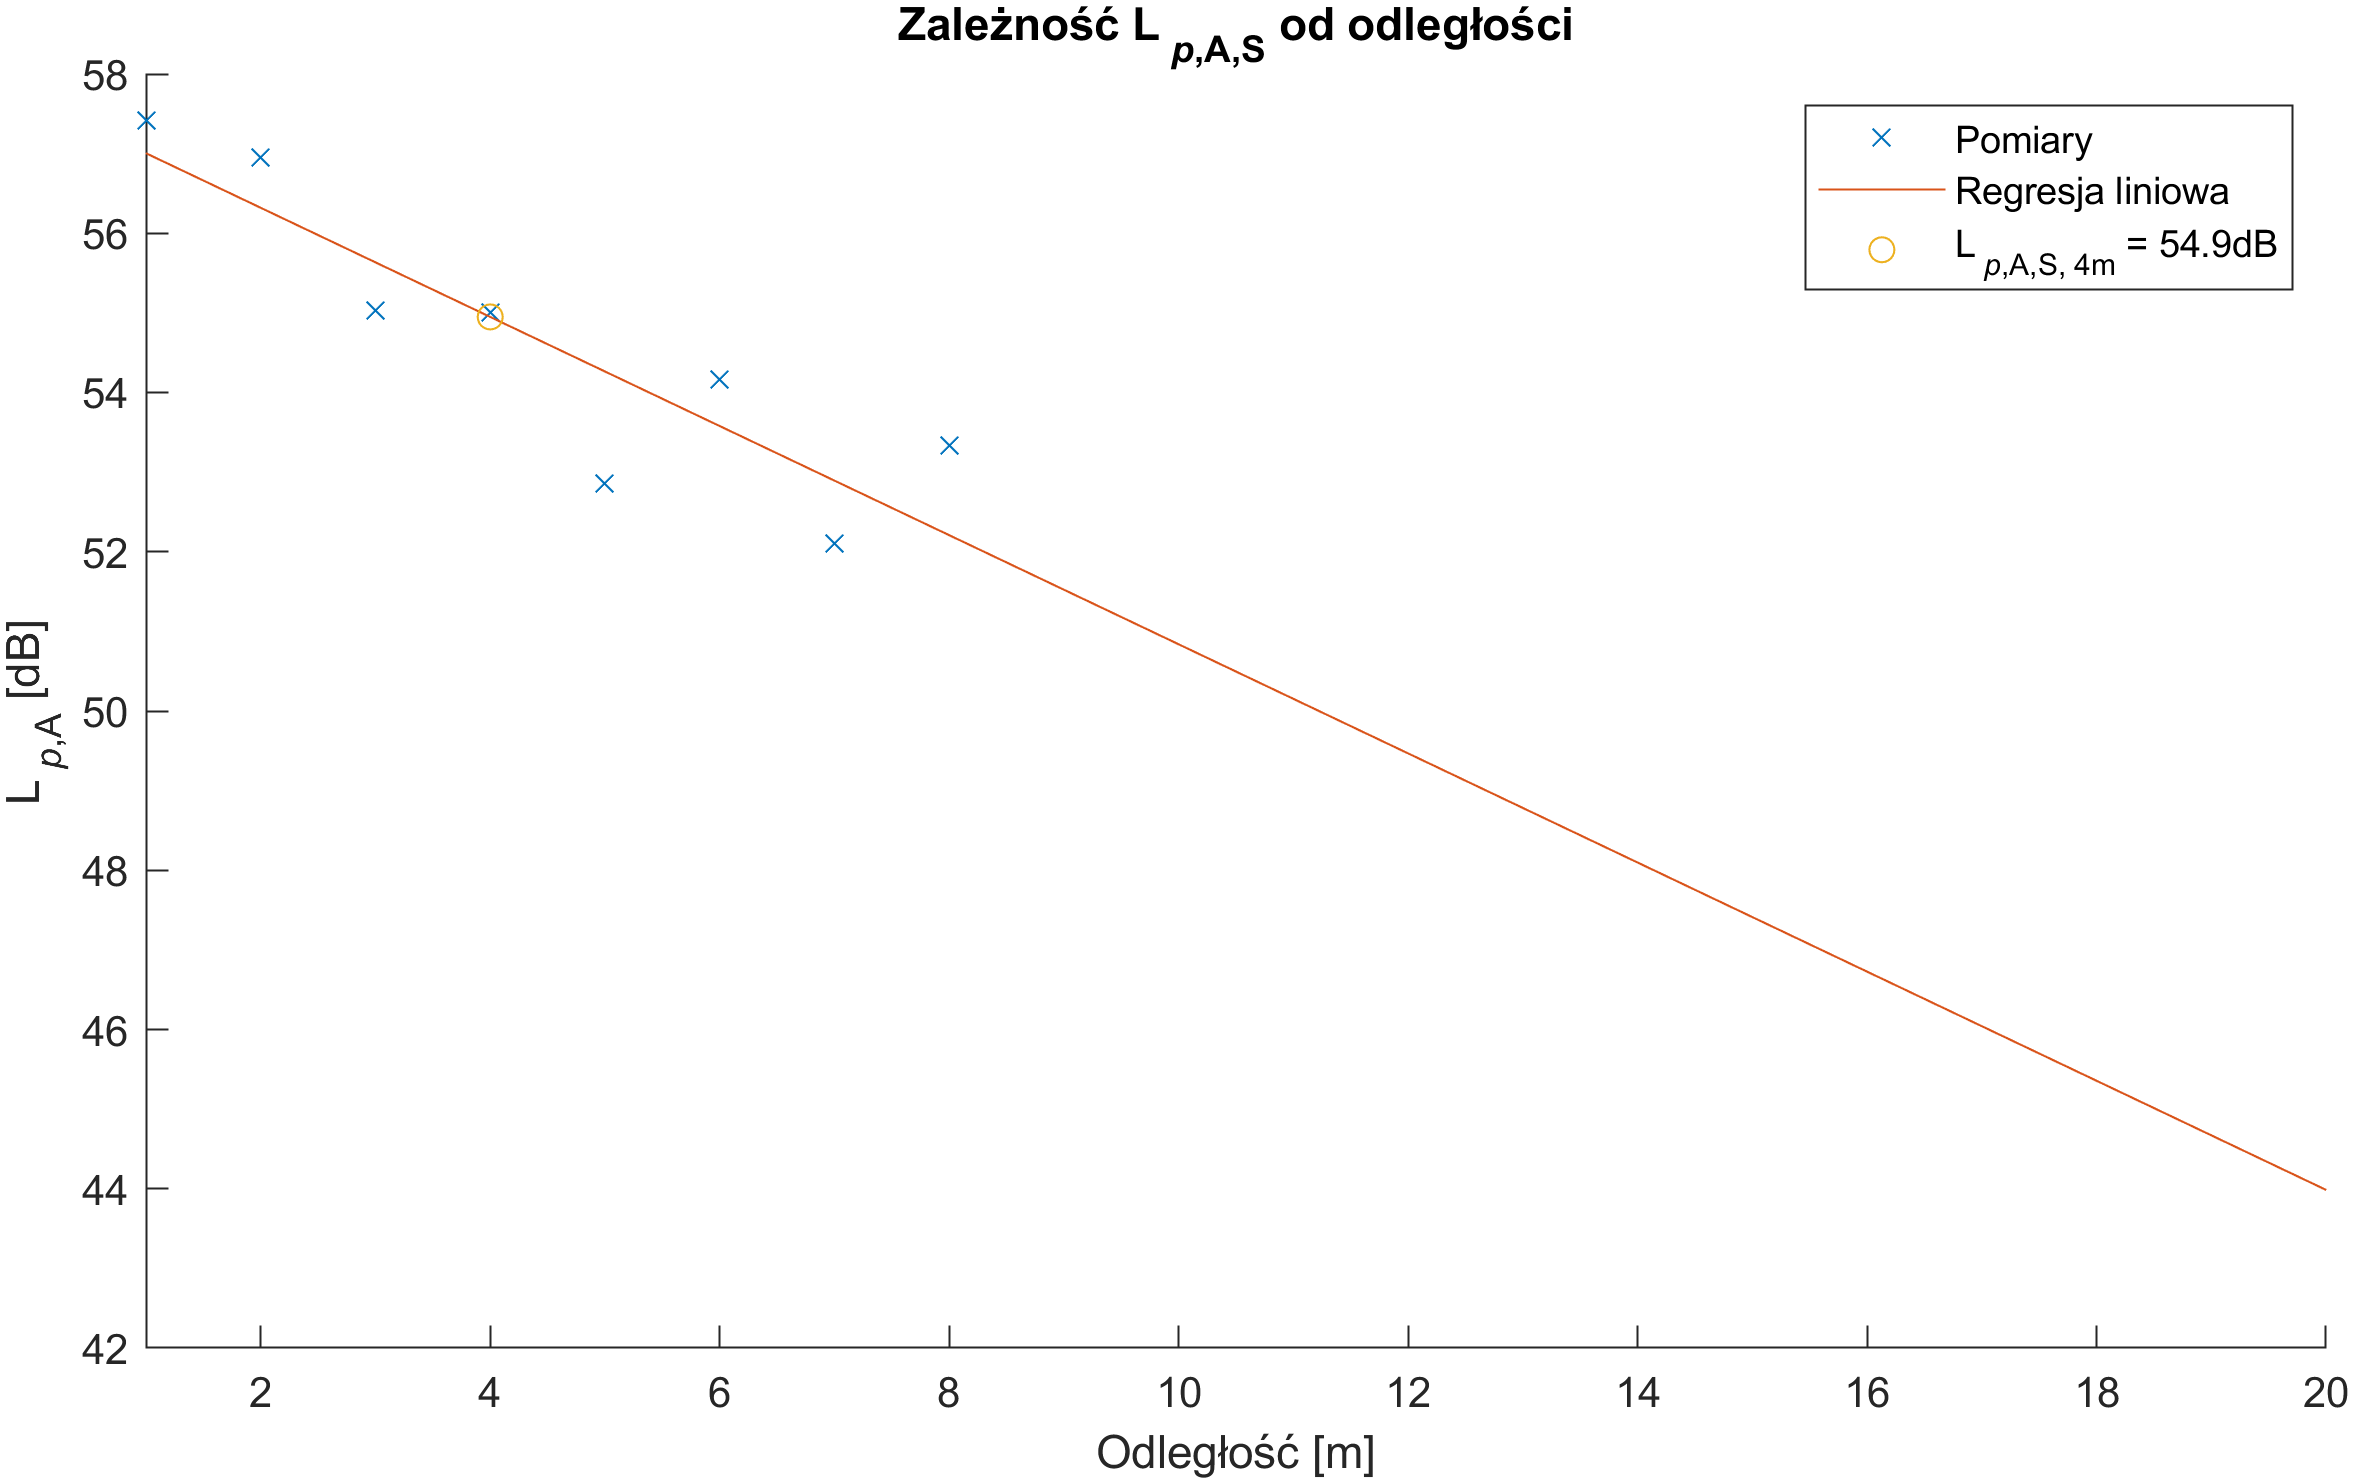 Zależność L p,A,S od odległości
58
56
54
52
50
48
46
44
42
L p,A [dB]
2 4 6 8 10 12 14 16 18 20
Odległość [m]
Pomiary
Regresja liniowa
L p,A,S, 4m = 54.9dB